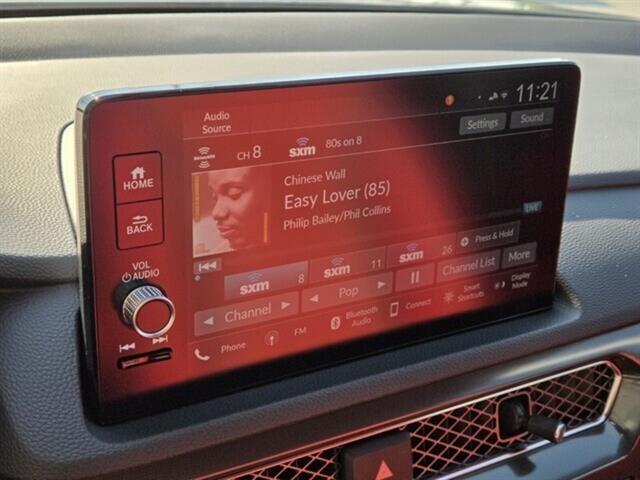 11:21
Audio
Source
Settings
Sound
SiriusXM
CH 8
sxm
80s on 8
HOME
Chinese Wall
Easy Lover (85)
Philip Bailey/Phil Collins
LIVE
BACK
VOL
AUDIO
sxm 8
sxm 11
sxm 26
Press & Hold
Channel
Pop
Channel List
More
Phone
FM
Bluetooth
Audio
Connect
Smart
Shortcuts
Display
Mode